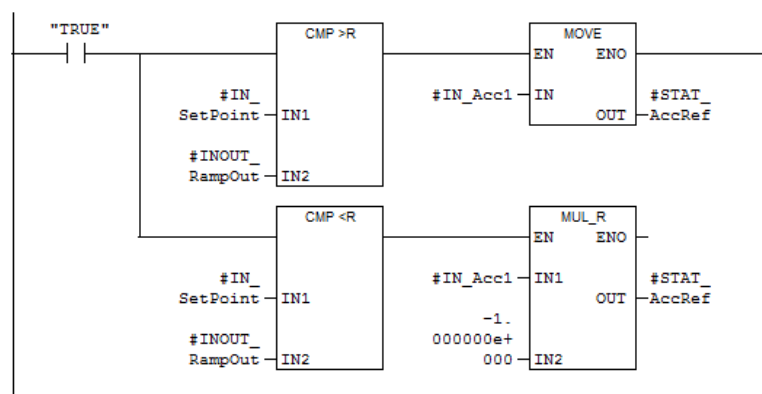 "TRUE"
CMP >R
MOVE
EN ENO
#IN_
SetPoint
IN1
#IN_Acc1
IN
#STAT_
OUT
AccRef
#INOUT_
RampOut
IN2
CMP <R
MUL_R
EN ENO
#IN_
SetPoint
IN1
#IN_Acc1
IN1
#STAT_
OUT
AccRef
-1.
#INOUT_
000000e+
RampOut
IN2
000
IN2